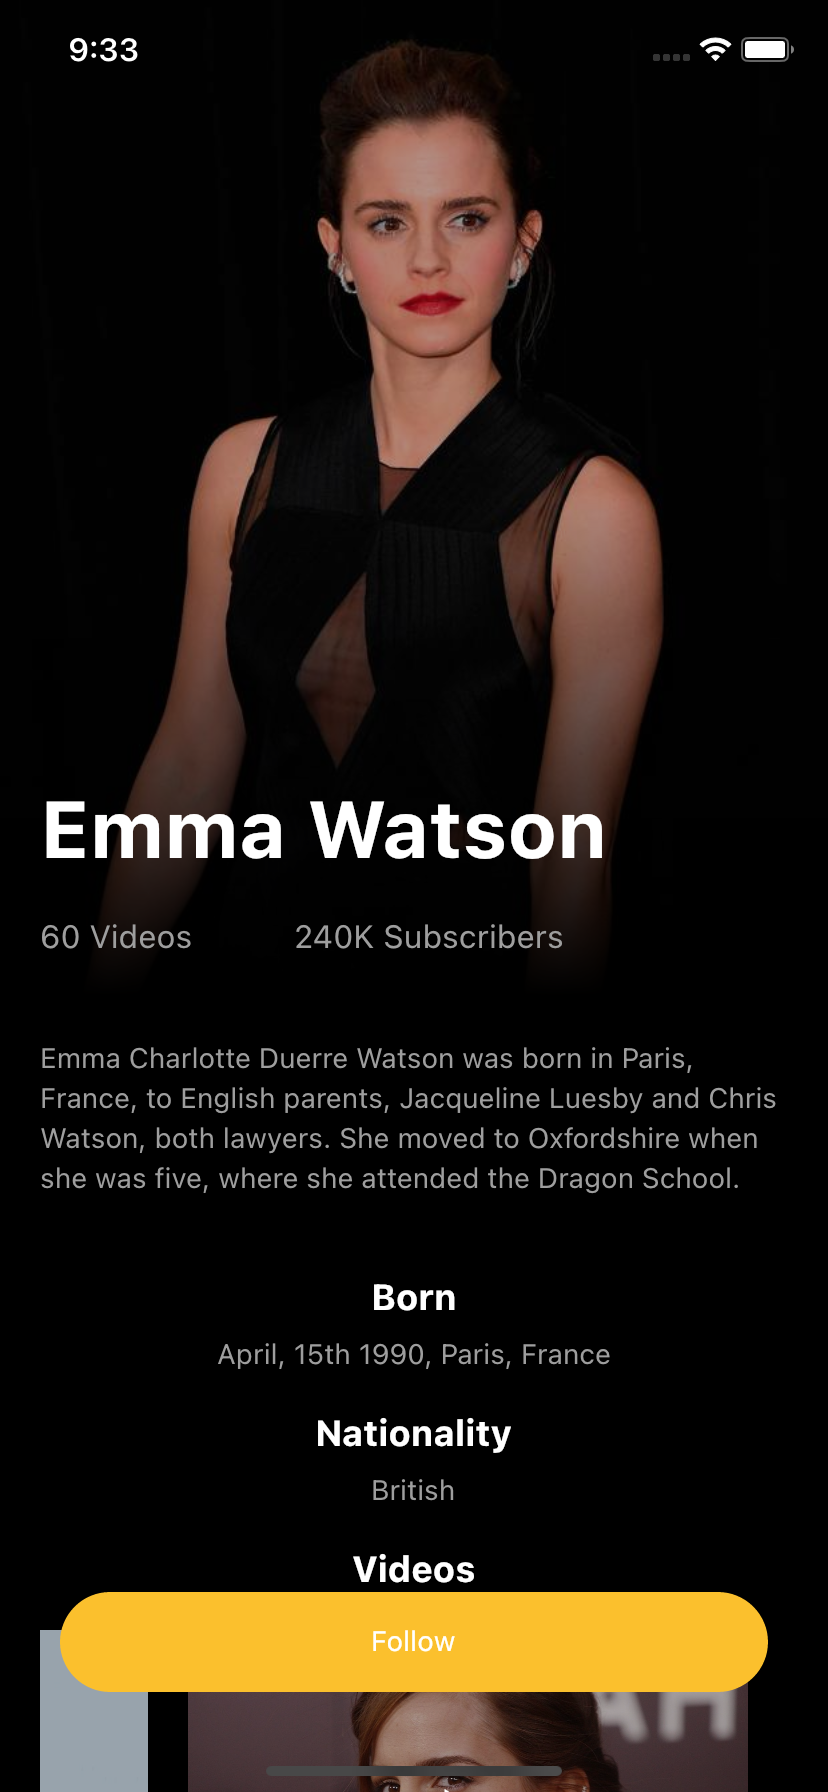 9:33
Emma Watson
60 Videos 240K Subscribers
Emma Charlotte Duerre Watson was born in Paris,
France, to English parents, Jacqueline Luesby and Chris
Watson, both lawyers. She moved to Oxfordshire when
she was five, where she attended the Dragon School.
Born
April, 15th 1990, Paris, France
Nationality
British
Videos
Follow
AH